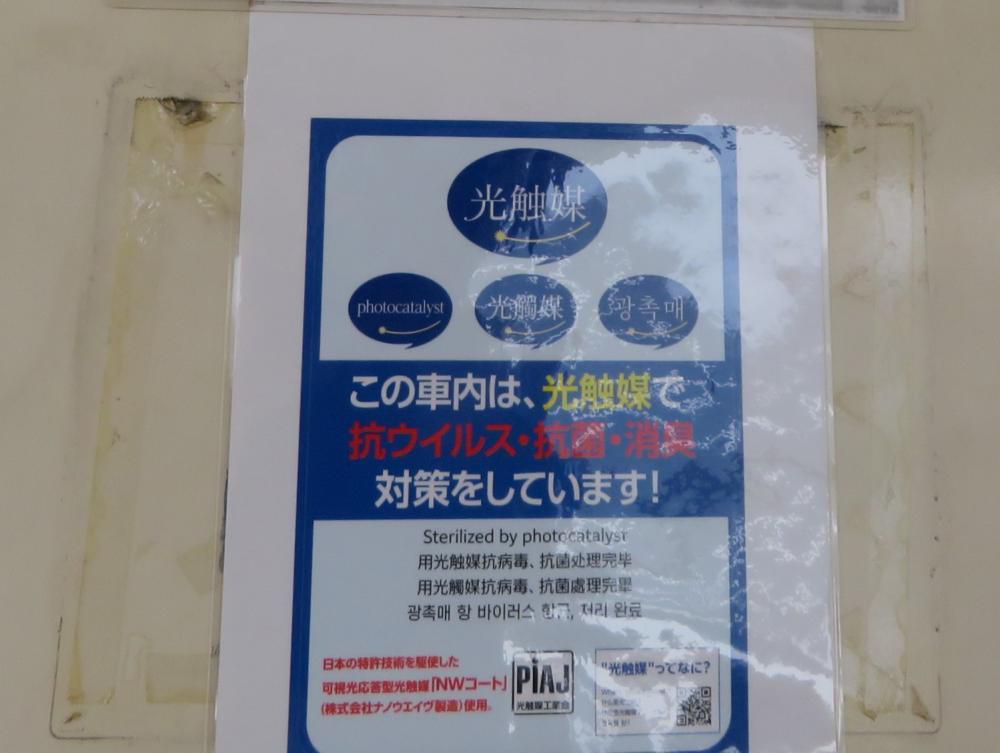 光触媒
photocatalyst
光觸媒
광촉매
この車内は、光触媒で
抗ウイルス・抗菌・消臭
対策をしています!
Sterilized by photocatalyst
用光触媒抗病毒、抗菌处理完毕
用光觸媒抗病毒、抗菌處理完畢
광촉매 항 바이러스 항균, 처리 완료
日本の特許技術を駆使した
可視光応答型光触媒「NWコート」
(株式会社ナノウエイヴ製造)使用。
PIAJ
光触媒工業会
"光触媒"ってなに?